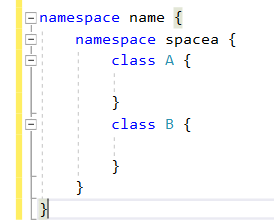 namespace name {
namespace spacea {
class A {
}
class B {
}
}
}